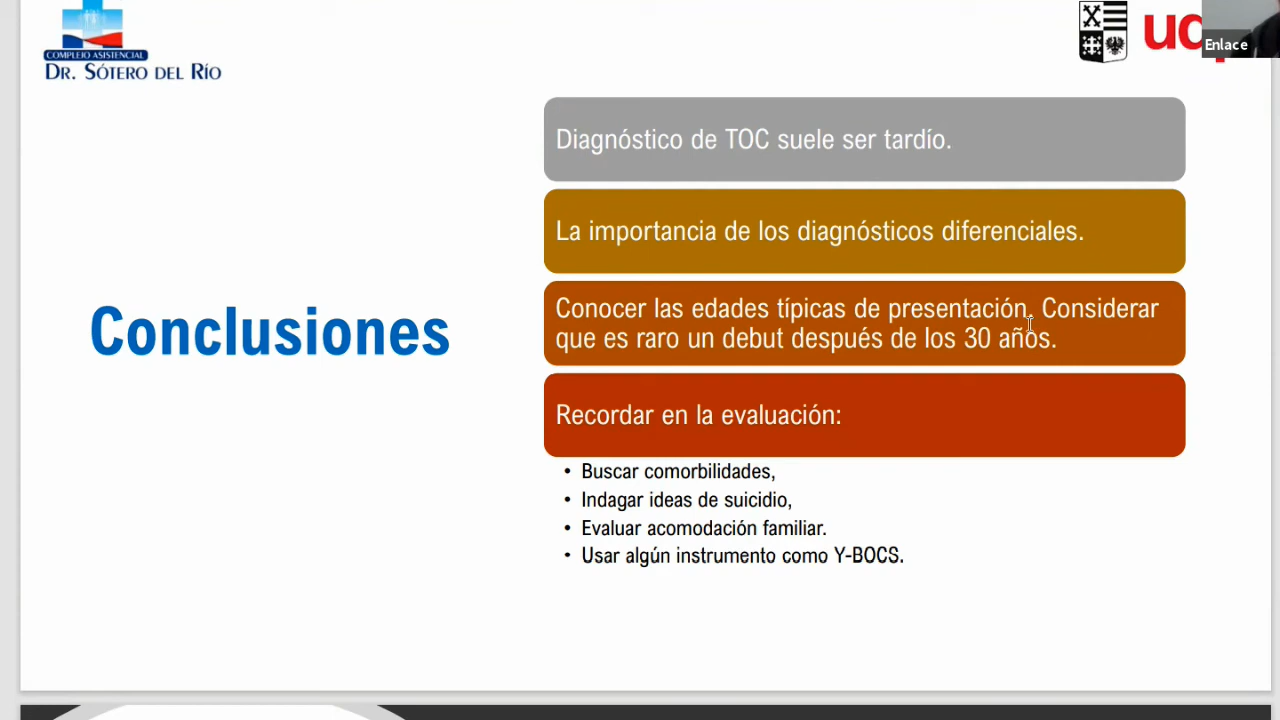 COMPLEJO ASISTENCIAL
DR. SÓTERO DEL RÍO
Enlace
Diagnóstico de TOC suele ser tardío.
La importancia de los diagnósticos diferenciales.
Conclusiones
Conocer las edades típicas de presentación. Considerar
que es raro un debut después de los 30 años.
Recordar en la evaluación:
• Buscar comorbilidades,
• Indagar ideas de suicidio,
• Evaluar acomodación familiar.
• Usar algún instrumento como Y-BOCS.